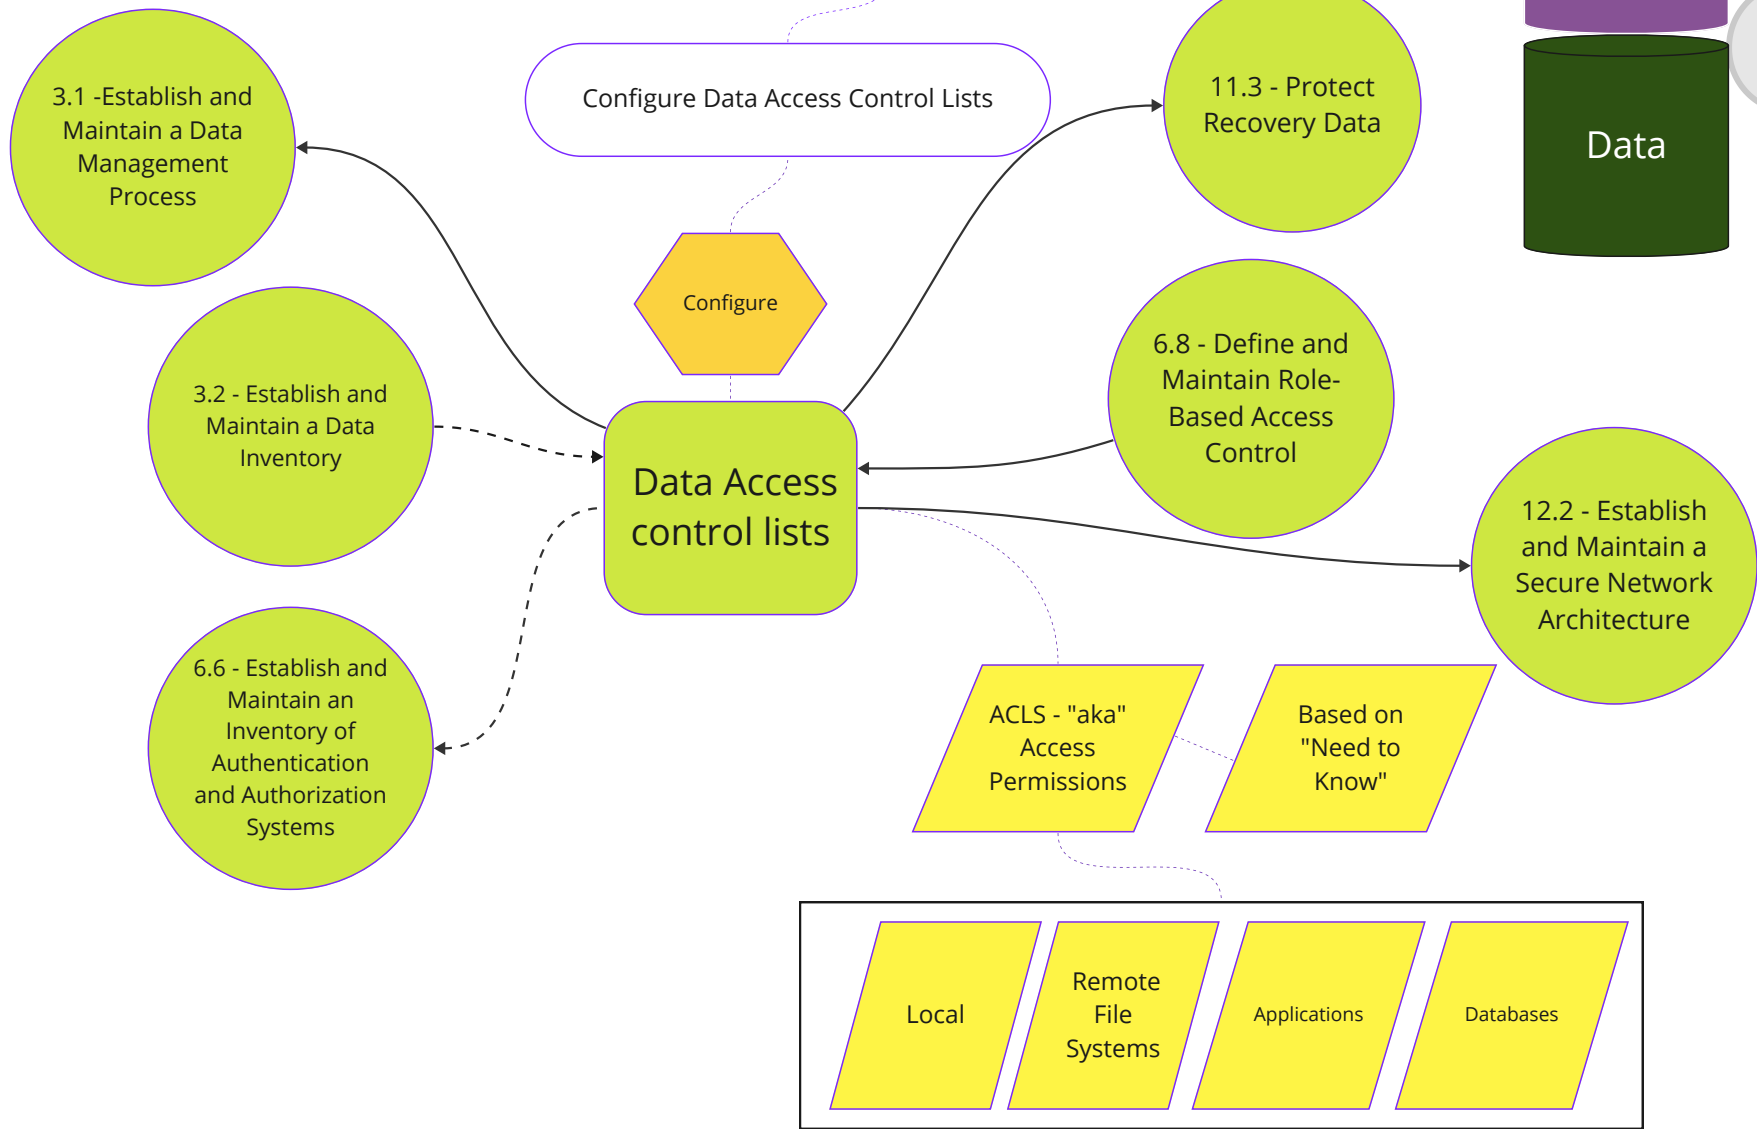 3.1 -Establish and
Maintain a Data
Management
Process
Configure Data Access Control Lists
11.3 - Protect
Recovery Data
Data
Configure
3.2 - Establish and
Maintain a Data
Inventory
6.8 - Define and
Maintain Role-
Based Access
Control
Data Access
control lists
12.2 - Establish
and Maintain a
Secure Network
Architecture
6.6 - Establish and
Maintain an
Inventory of
Authentication
and Authorization
Systems
ACLS - "aka"
Access
Permissions
Based on
"Need to
Know"
Local
Remote
File
Systems
Applications
Databases